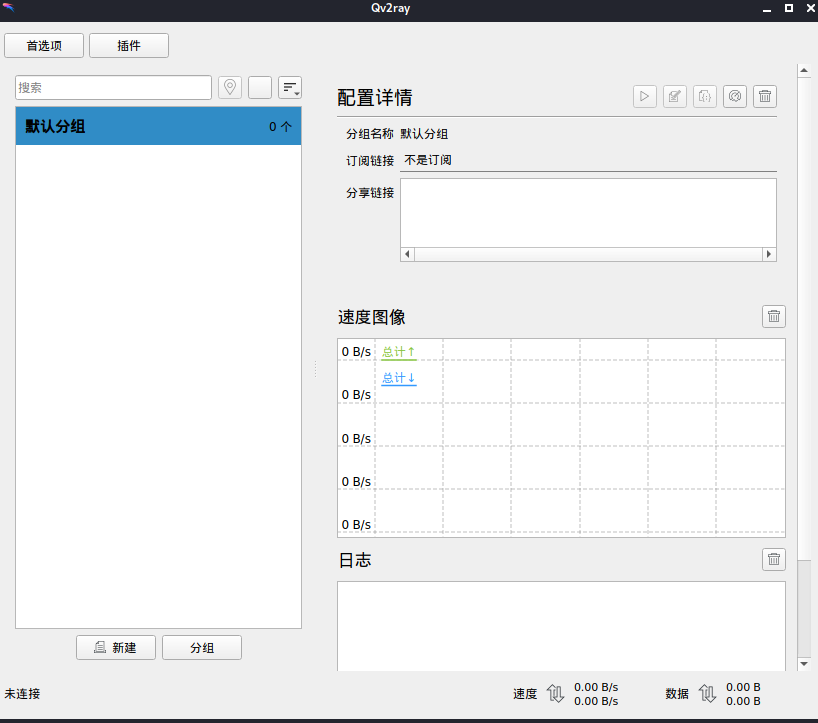 Qv2ray
首选项 插件
搜索
默认分组 0 个
新建 分组
配置详情
分组名称 默认分组
订阅链接 不是订阅
分享链接
速度图像
0 B/s 总计↑
总计↓
0 B/s
0 B/s
0 B/s
0 B/s
日志
未连接 速度 0.00 B/s 数据 0.00 B
0.00 B/s 0.00 B